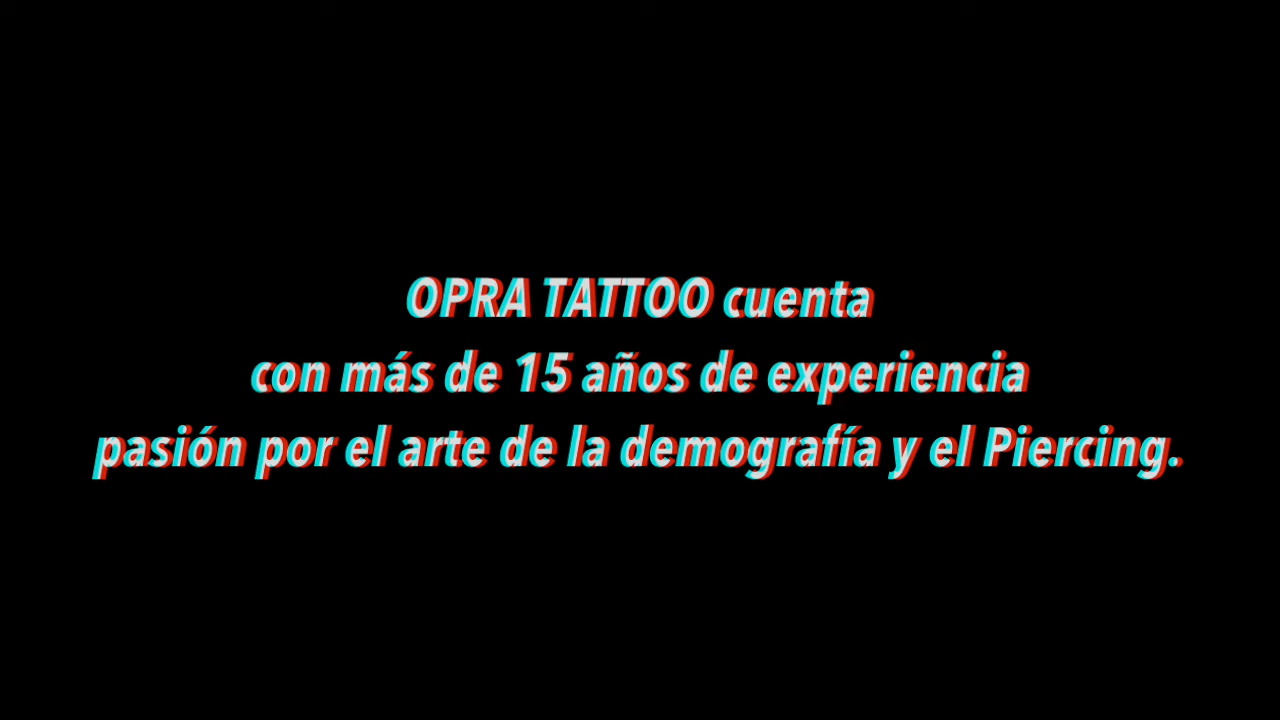 OPRA TATTOO cuenta
con más de 15 años de experiencia
pasión por el arte de la demografía y el Piercing.